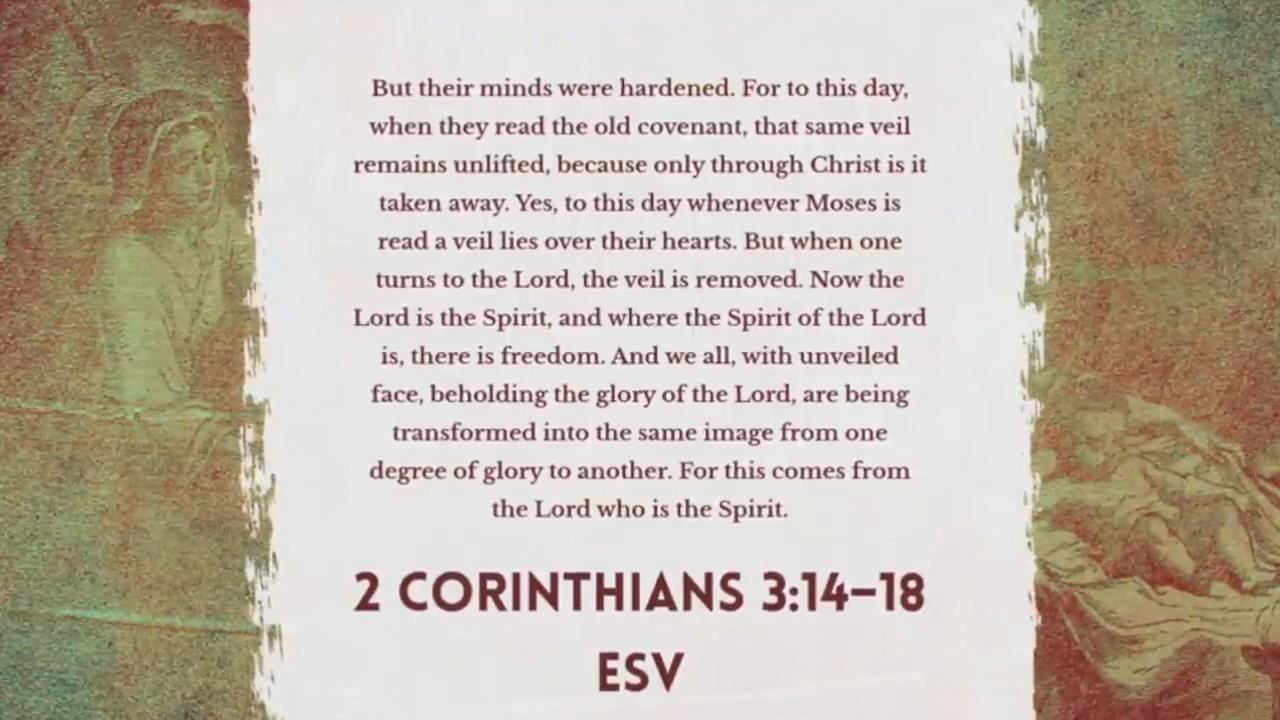 But their minds were hardened. For to this day,
when they read the old covenant, that same veil
remains unlifted, because only through Christ is it
taken away. Yes, to this day whenever Moses is
read a veil lies over their hearts. But when one
turns to the Lord, the veil is removed. Now the
Lord is the Spirit, and where the Spirit of the Lord
is, there is freedom. And we all, with unveiled
face, beholding the glory of the Lord, are being
transformed into the same image from one
degree of glory to another. For this comes from
the Lord who is the Spirit.
2 CORINTHIANS 3:14–18
ESV